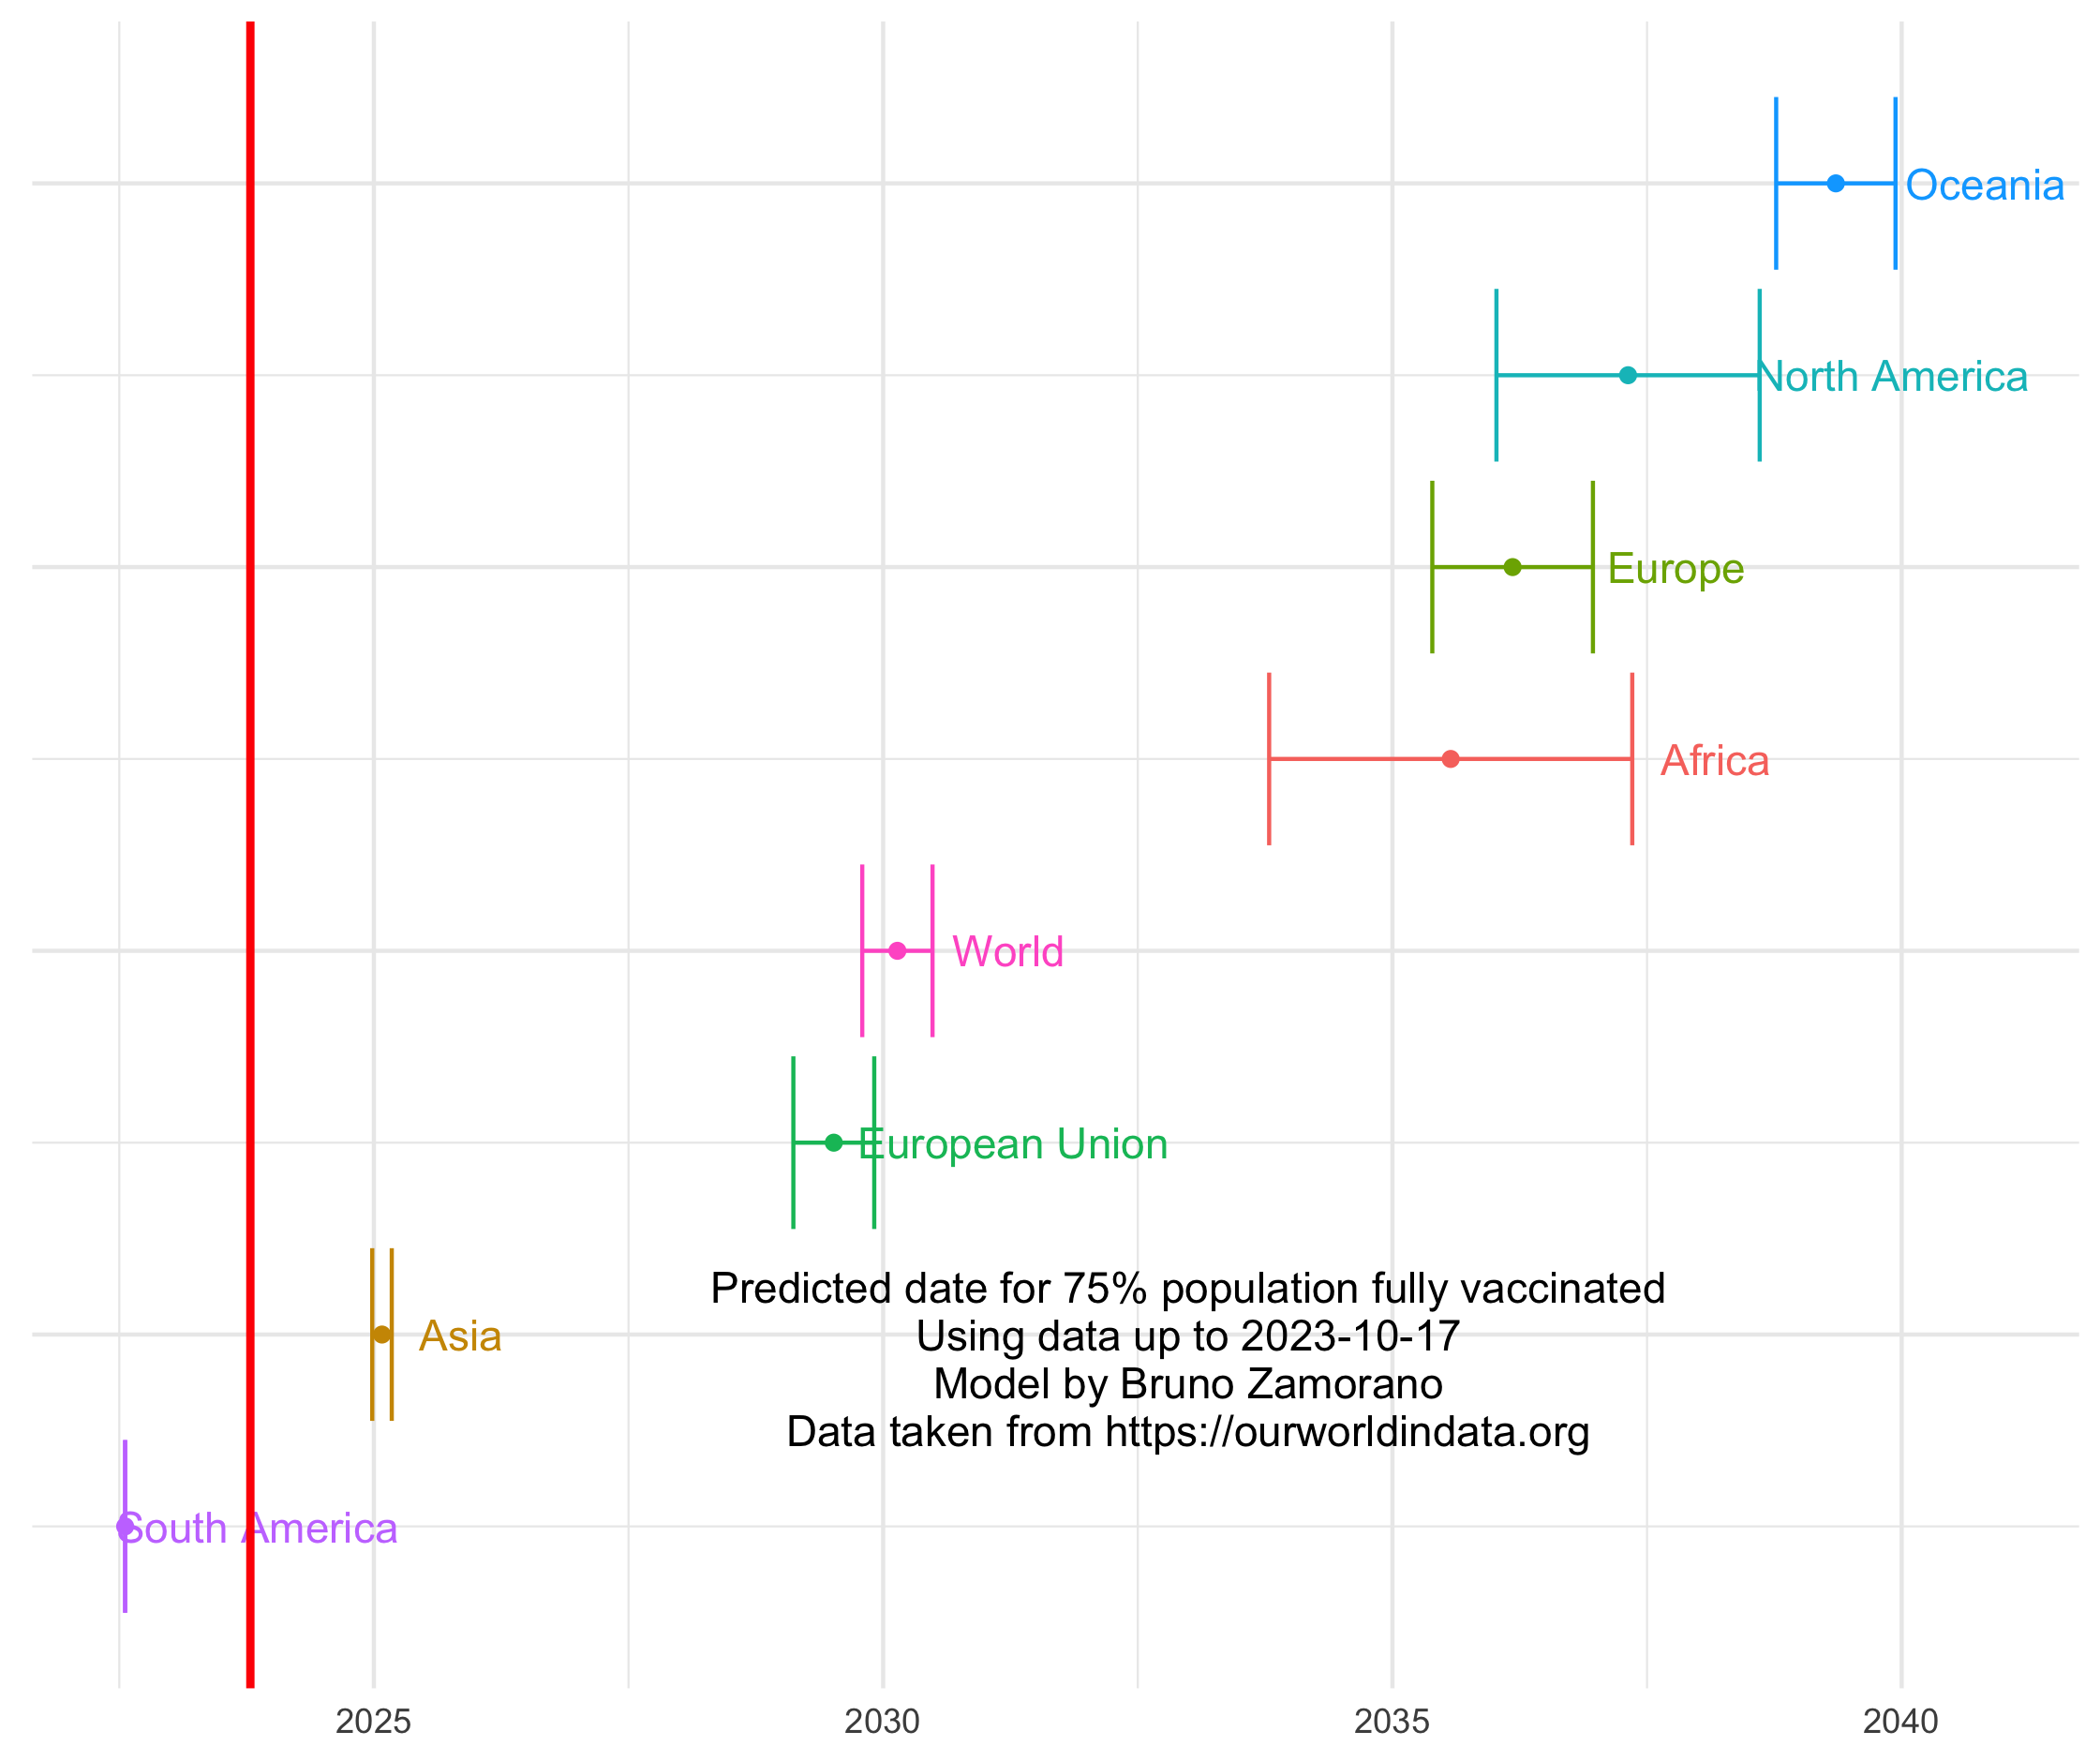 Oceania
North America
Europe
Africa
World
European Union
Predicted date for 75% population fully vaccinated
Using data up to 2023-10-17
Asia
Model by Bruno Zamorano
Data taken from https://ourworldindata.org
South America
2025
2030
2035
2040